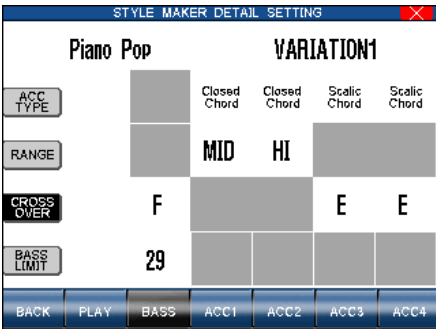 STYLE MAKER DETAIL SETTING
Piano Pop VARIATION1
ACC TYPE Closed Chord Closed Chord Scalic Chord Scalic Chord
RANGE MID HI
CROSS OVER F E E
BASS LIMIT 29
BACK PLAY BASS ACC1 ACC2 ACC3 ACC4